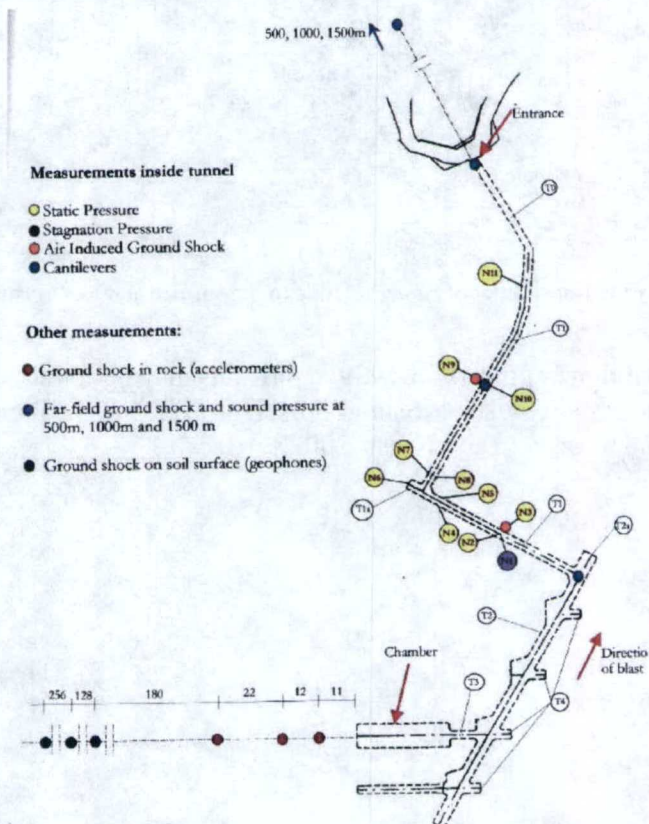 500, 1000, 1500m
Entrance
Measurements inside tunnel
Static Pressure
Stagnation Pressure
Air Induced Ground Shock
Cantilevers
N11
T1
Other measurements:
Ground shock in rock (accelerometers)
N9
N10
Far-field ground shock and sound pressure at
500m, 1000m and 1500 m
Ground shock on soil surface (geophones)
N7
N6
N8
N5
T1a
N3
T1
N4
N2
T2a
T2
Chamber
Directio
of blast
256
128
180
22
12
11
T3
T4